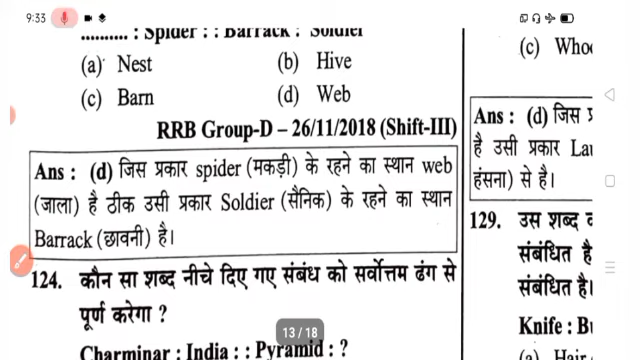 9:33
.......... : Spider : : Barrack : Soldier
(a) Nest
(b) Hive
(c) Barn
(d) Web
RRB Group-D – 26/11/2018 (Shift-III)
Ans : (d) जिस प्रकार spider (मकड़ी) के रहने का स्थान web
(जाला) है ठीक उसी प्रकार Soldier (सैनिक) के रहने का स्थान
Barrack (छावनी) है।
124. कौन सा शब्द नीचे दिए गए संबंध को सर्वोत्तम ढंग से
पूर्ण करेगा ?
Charminar : India : : Pyramid : ?
13 / 18
(c)
Ans : (d) जिस
है उसी प्रकार
हंसना) से है।
129. उस शब्द
संबंधित है
संबंधित है।
Knife :
(a) Hair